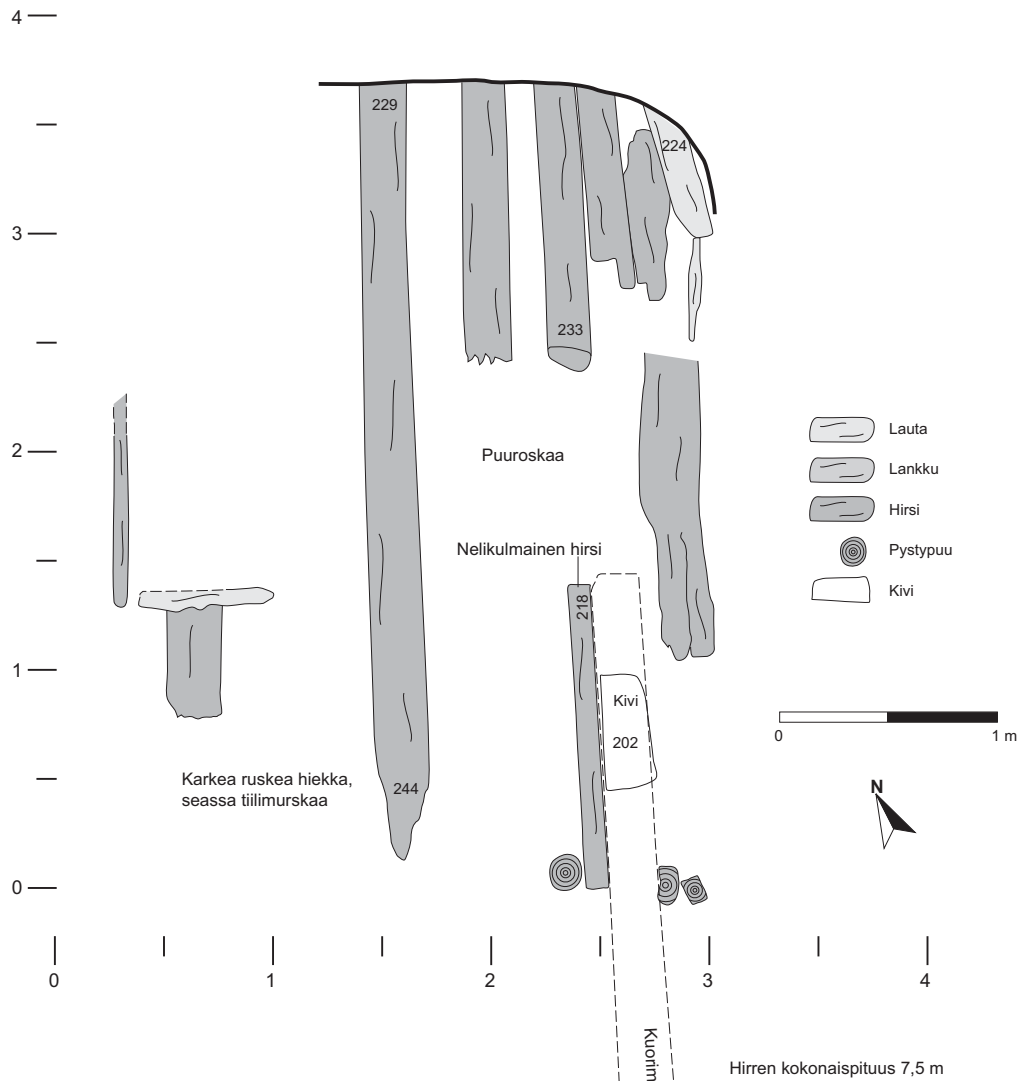 4
229
224
3
233
2
Puuroskaa
Lauta
Lankku
Hirsi
Pystypuu
Kivi
Nelikulmainen hirsi
218
1
Kivi
202
0
1 m
N
Karkea ruskea hiekka,
seassa tiilimurskaa
244
0
0
1
2
3
4
Kuorim
Hirren kokonaispituus 7,5 m